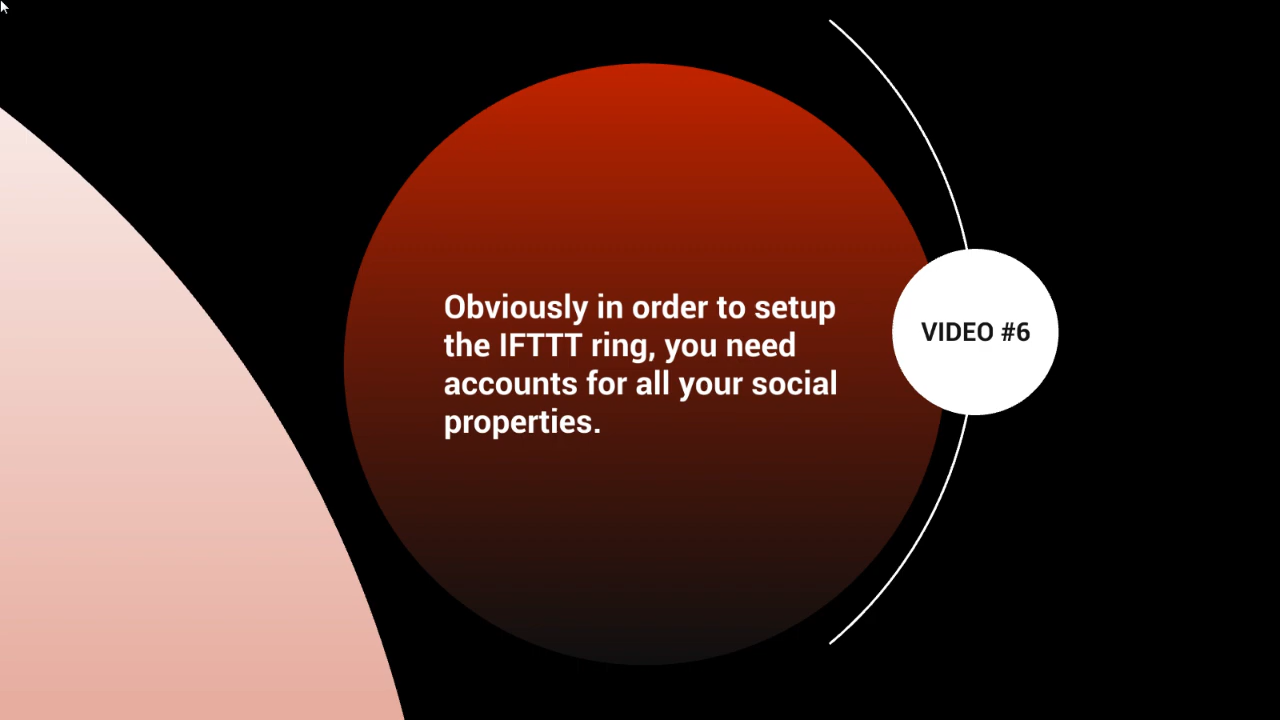 Obviously in order to setup
the IFTTT ring, you need
accounts for all your social
properties.
VIDEO #6